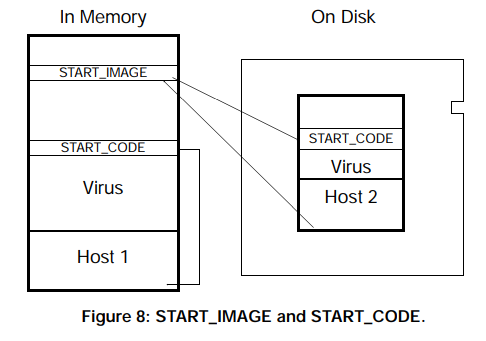 In Memory
On Disk
START_IMAGE
START_CODE
START_CODE
Virus
Virus
Host 2
Host 1
Figure 8: START_IMAGE and START_CODE.